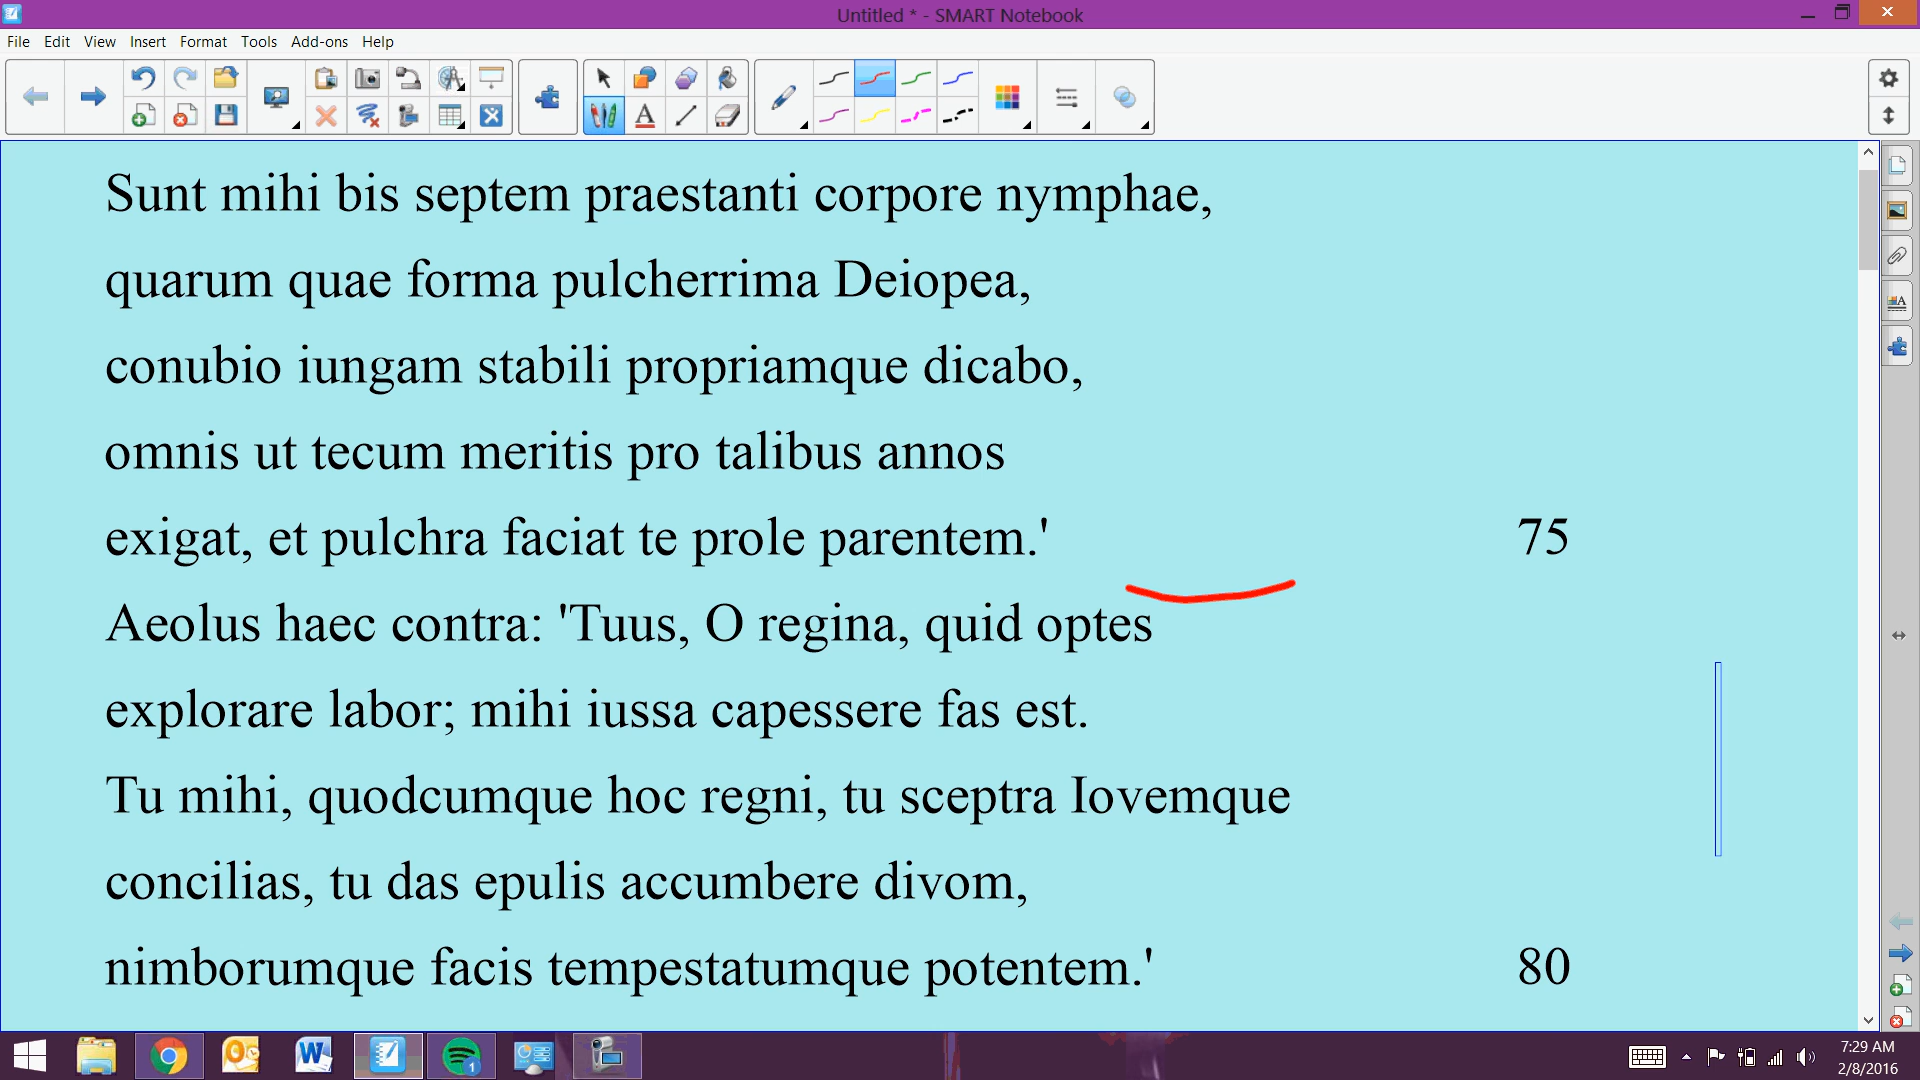 Untitled * - SMART Notebook
File Edit View Insert Format Tools Add-ons Help
Sunt mihi bis septem praestanti corpore nymphae,
quarum quae forma pulcherrima Deiopea,
conubio iungam stabili propriamque dicabo,
omnis ut tecum meritis pro talibus annos
exigat, et pulchra faciat te prole parentem.' 75
Aeolus haec contra: 'Tuus, O regina, quid optes
explorare labor; mihi iussa capessere fas est.
Tu mihi, quodcumque hoc regni, tu sceptra Iovemque
concilias, tu das epulis accumbere divom,
nimborumque facis tempestatumque potentem.' 80
7:29 AM
2/8/2016